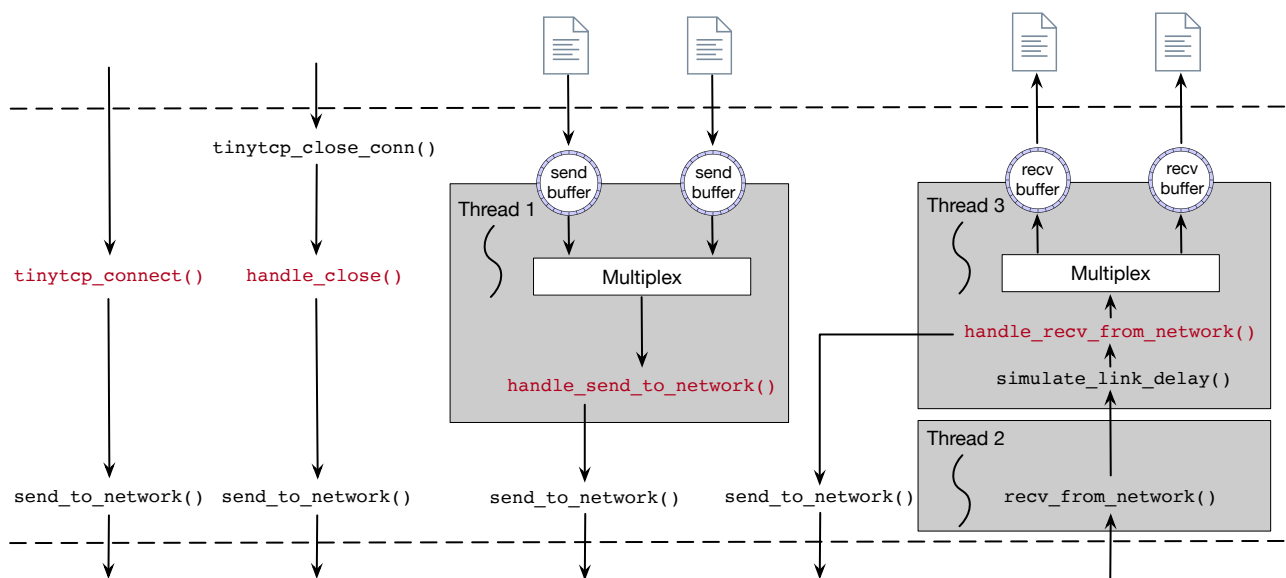 tinytcp_close_conn()
send
buffer
send
buffer
recv
buffer
recv
buffer
Thread 1
Thread 3
tinytcp_connect()
handle_close()
Multiplex
Multiplex
handle_recv_from_network()
simulate_link_delay()
handle_send_to_network()
Thread 2
send_to_network()
send_to_network()
send_to_network()
send_to_network()
recv_from_network()